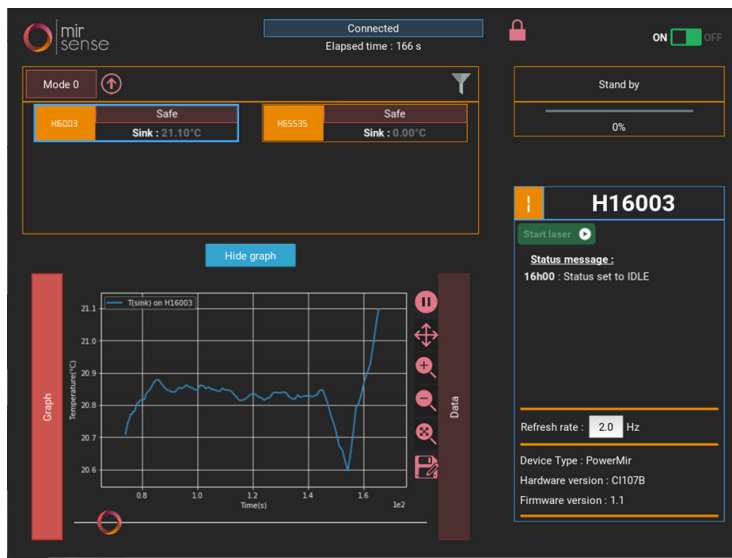 mir
sense
Connected
Elapsed time : 166 s
ON
OFF
Mode 0
Stand by
0%
H16003
Safe
Sink : 21.10°C
H65535
Safe
Sink : 0.00°C
H16003
Start laser
Status message :
16h00 : Status set to IDLE
Hide graph
Graph
T(sink) on H16003
Temperature(°C)
21.1
21.0
20.9
20.8
20.7
20.6
0.8 1.0 1.2 1.4 1.6
Time(s)
1e2
Data
Refresh rate : 2.0 Hz
Device Type : PowerMir
Hardware version : CI107B
Firmware version : 1.1